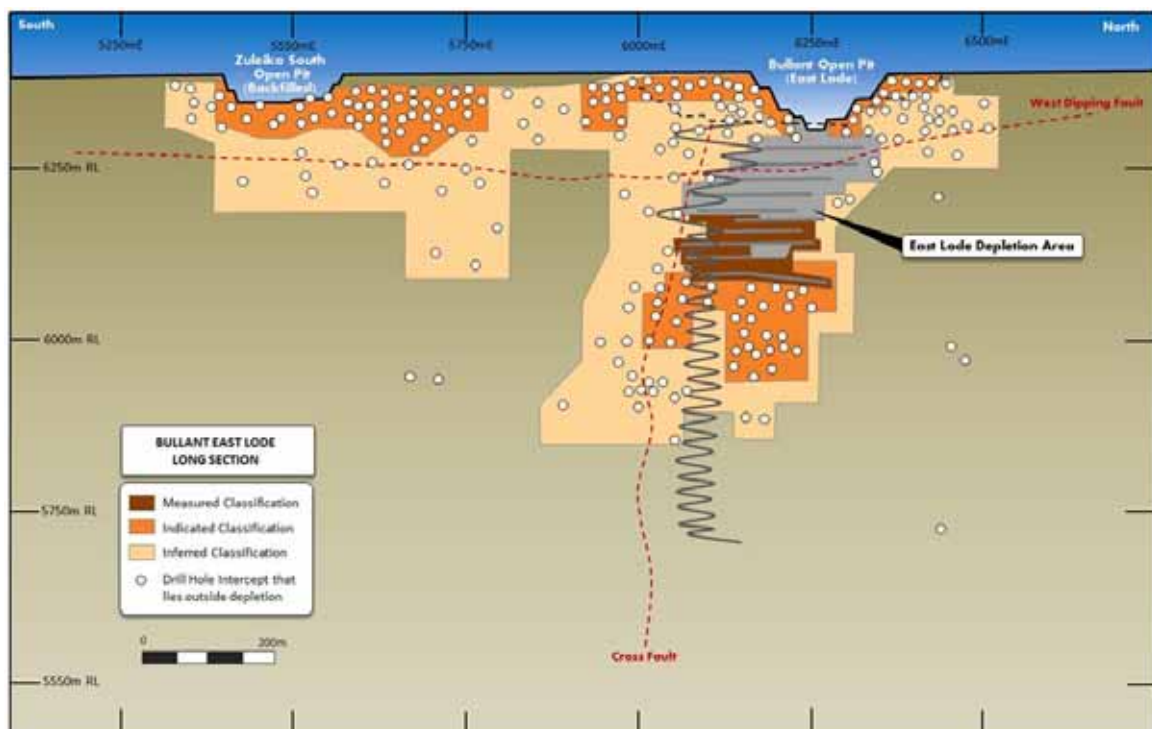 South
North
5250mE
5550mE
5750mE
6000mE
6250mE
6500mE
Zuleika South
Open Pit
(Backfilled)
Bullant Open Pit
(East Lode)
West Dipping Fault
6250m RL
East Lode Depletion Area
6000m RL
BULLANT EAST LODE
LONG SECTION
Measured Classification
Indicated Classification
Inferred Classification
Drill Hole Intercept that
lies outside depletion
5750m RL
0
200m
Cross Fault
5550m RL